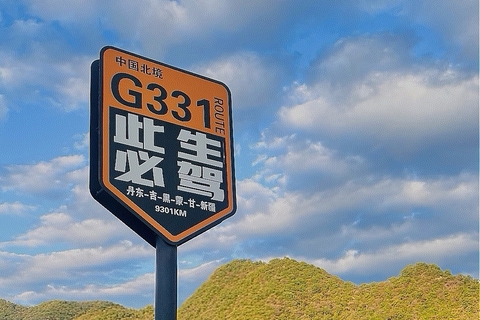 中国北境
G331
ROUTE
此生
必驾
丹东-吉-黑-蒙-甘-新疆
9301KM